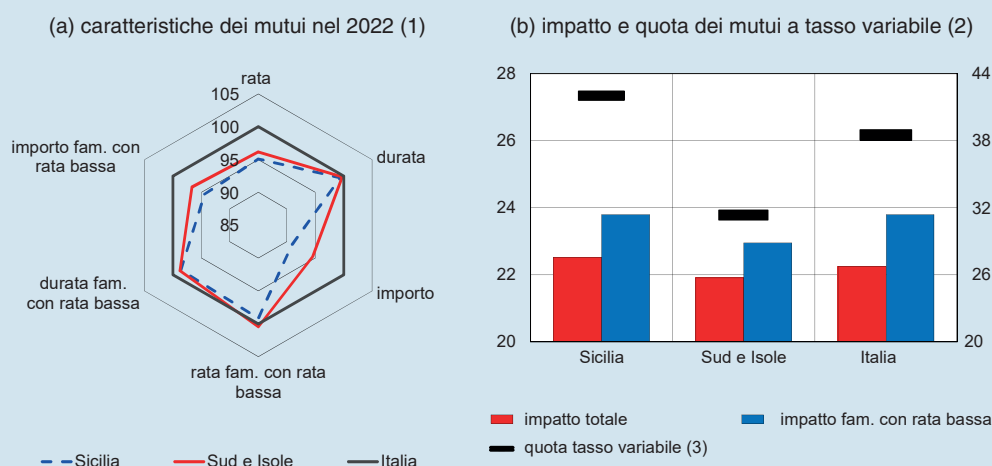 (a) caratteristiche dei mutui nel 2022 (1)
rata
105
100
95
90
85
durata
importo
rata fam. con rata
bassa
durata fam.
con rata bassa
importo fam. con
rata bassa
Sicilia
Sud e Isole
Italia
(b) impatto e quota dei mutui a tasso variabile (2)
28
26
24
22
20
44
38
32
26
20
Sicilia
Sud e Isole
Italia
impatto totale
impatto fam. con rata bassa
quota tasso variabile (3)